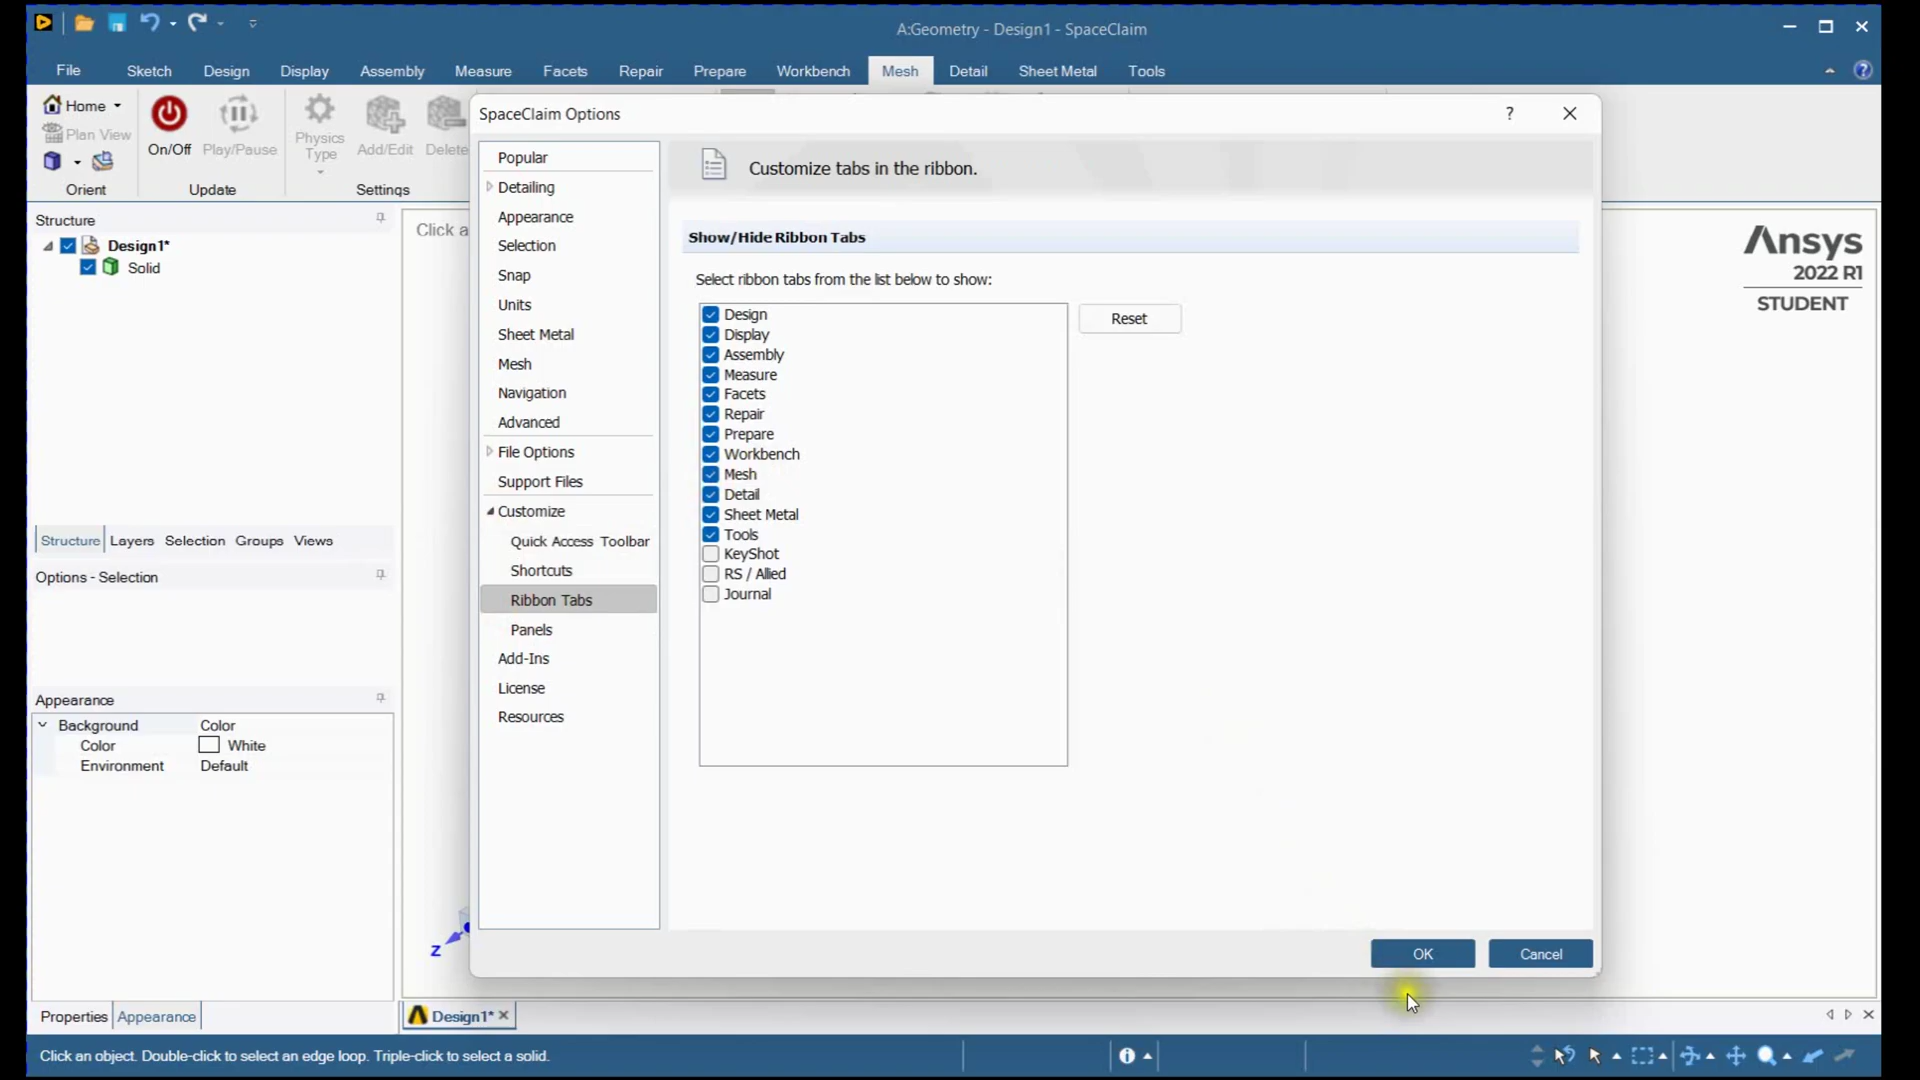 A:Geometry - Design1 - SpaceClaim
File Sketch Design Display Assembly Measure Facets Repair Prepare Workbench Mesh Detail Sheet Metal Tools
Home
Plan View
On/Off
Play/Pause
Physics
Type
Add/Edit
Delete
Orient
Update
Settings
SpaceClaim Options
Popular
Detailing
Appearance
Selection
Snap
Units
Sheet Metal
Mesh
Navigation
Advanced
File Options
Support Files
Customize
Quick Access Toolbar
Shortcuts
Ribbon Tabs
Panels
Add-Ins
License
Resources
Customize tabs in the ribbon.
Show/Hide Ribbon Tabs
Select ribbon tabs from the list below to show:
Design
Display
Assembly
Measure
Facets
Repair
Prepare
Workbench
Mesh
Detail
Sheet Metal
Tools
KeyShot
RS / Allied
Journal
Reset
OK
Cancel
Structure
Design1*
Solid
Click a
Ansys
2022 R1
STUDENT
Structure Layers Selection Groups Views
Options - Selection
Appearance
Background Color
Color White
Environment Default
Z
Properties Appearance
Design1*
Click an object. Double-click to select an edge loop. Triple-click to select a solid.